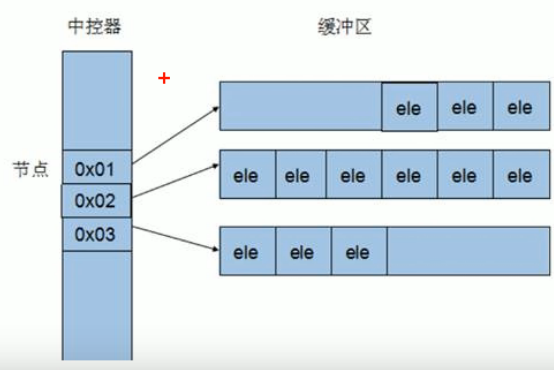 中控器
缓冲区
ele ele ele
节点
0x01
ele ele ele ele ele ele
0x02
0x03
ele ele ele